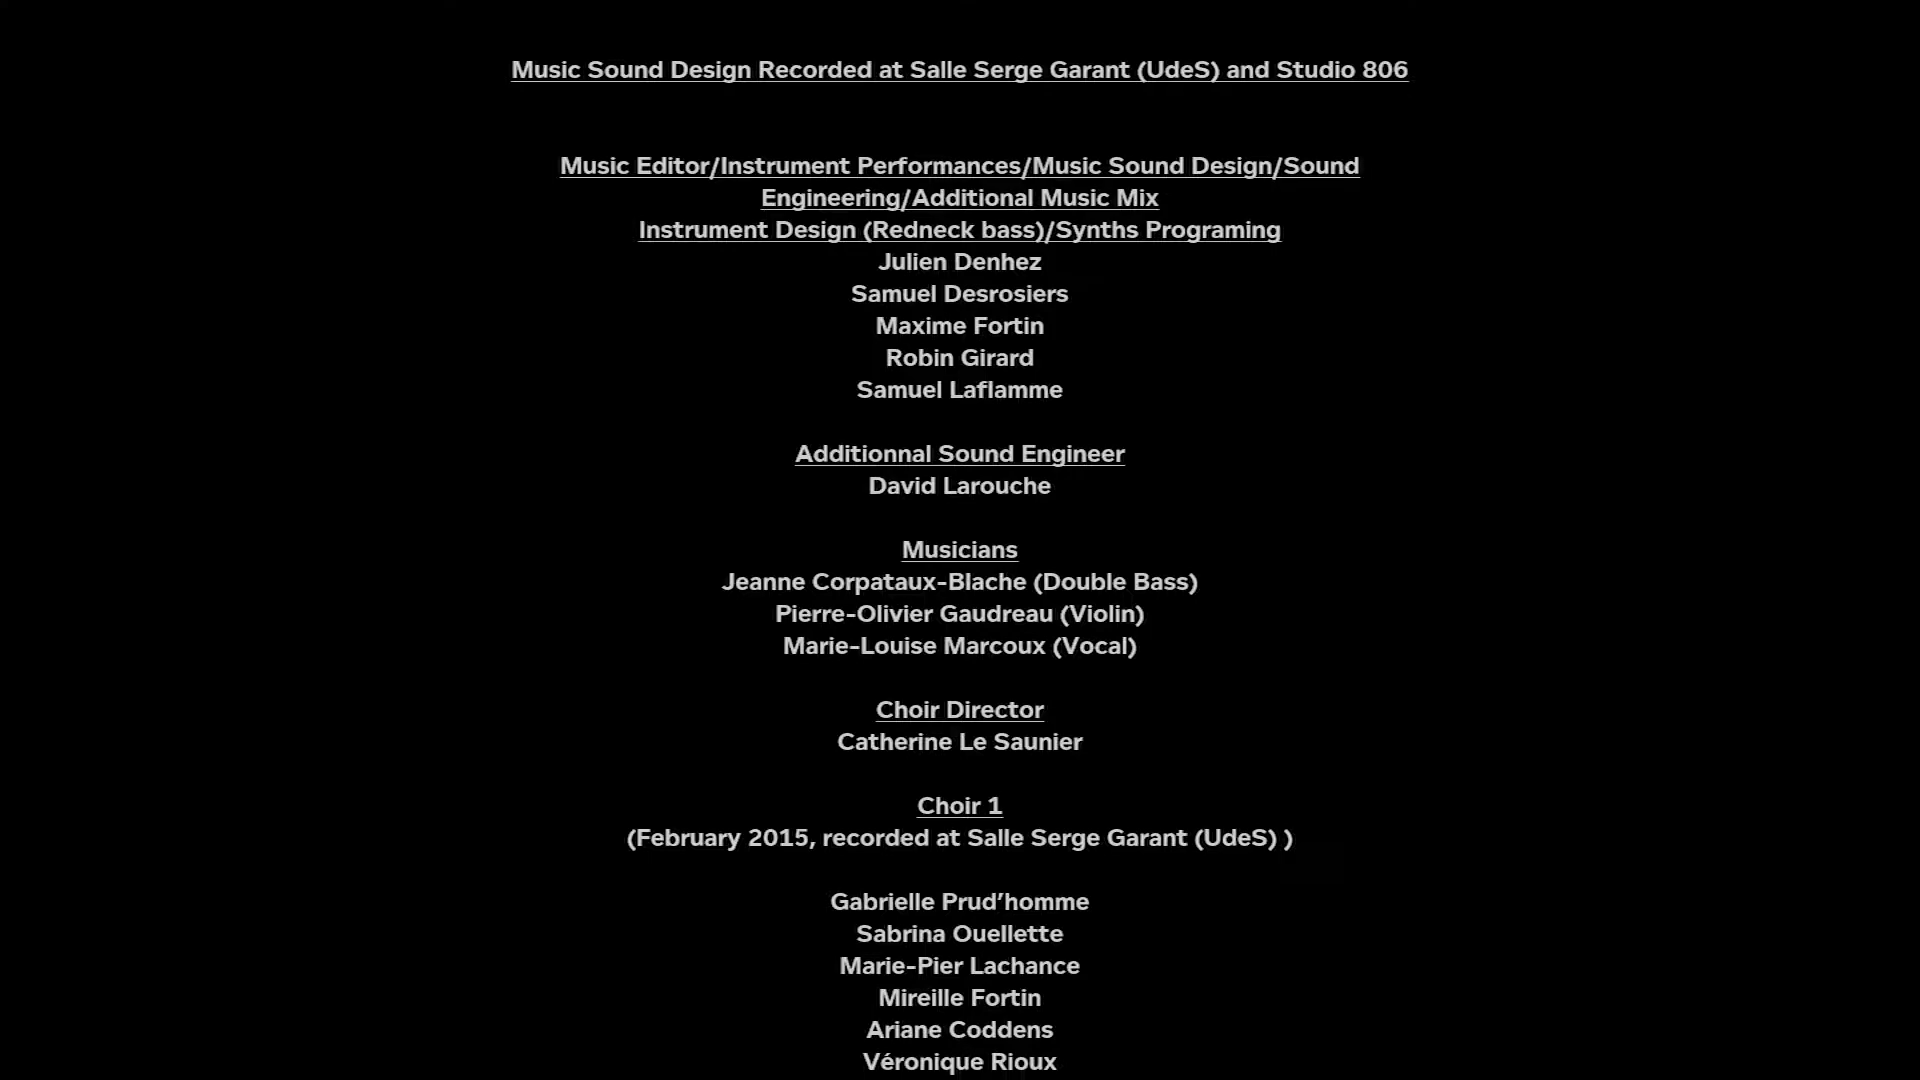 Music Sound Design Recorded at Salle Serge Garant (UdeS) and Studio 806
Music Editor/Instrument Performances/Music Sound Design/Sound
Engineering/Additional Music Mix
Instrument Design (Redneck bass)/Synths Programing
Julien Denhez
Samuel Desrosiers
Maxime Fortin
Robin Girard
Samuel Laflamme
Additionnal Sound Engineer
David Larouche
Musicians
Jeanne Corpataux-Blache (Double Bass)
Pierre-Olivier Gaudreau (Violin)
Marie-Louise Marcoux (Vocal)
Choir Director
Catherine Le Saunier
Choir 1
(February 2015, recorded at Salle Serge Garant (UdeS) )
Gabrielle Prud’homme
Sabrina Ouellette
Marie-Pier Lachance
Mireille Fortin
Ariane Coddens
Véronique Rioux